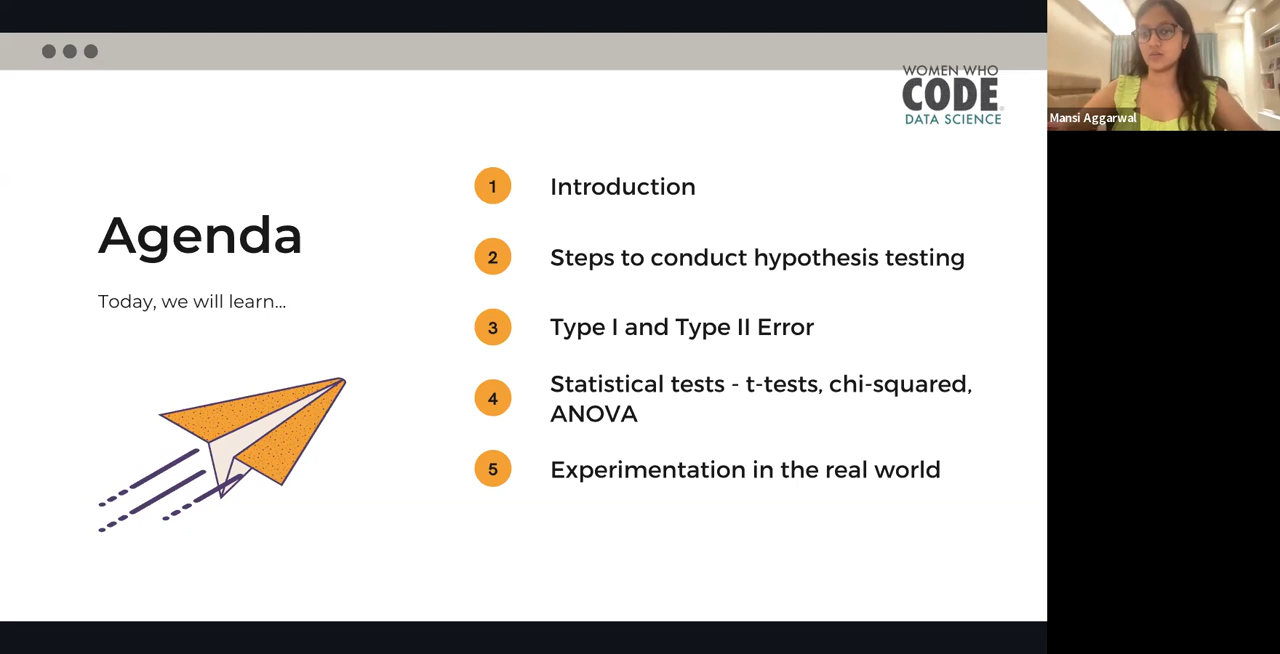 WOMEN WHO
CODE
DATA SCIENCE
Mansi Aggarwal
Agenda
Today, we will learn...
1 Introduction
2 Steps to conduct hypothesis testing
3 Type I and Type II Error
4 Statistical tests - t-tests, chi-squared,
ANOVA
5 Experimentation in the real world